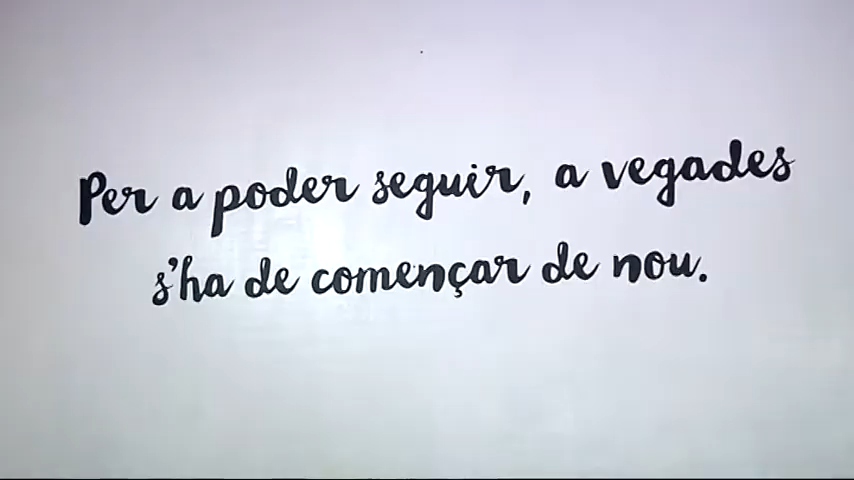 Per a poder seguir, a vegades
s'ha de començar de nou.